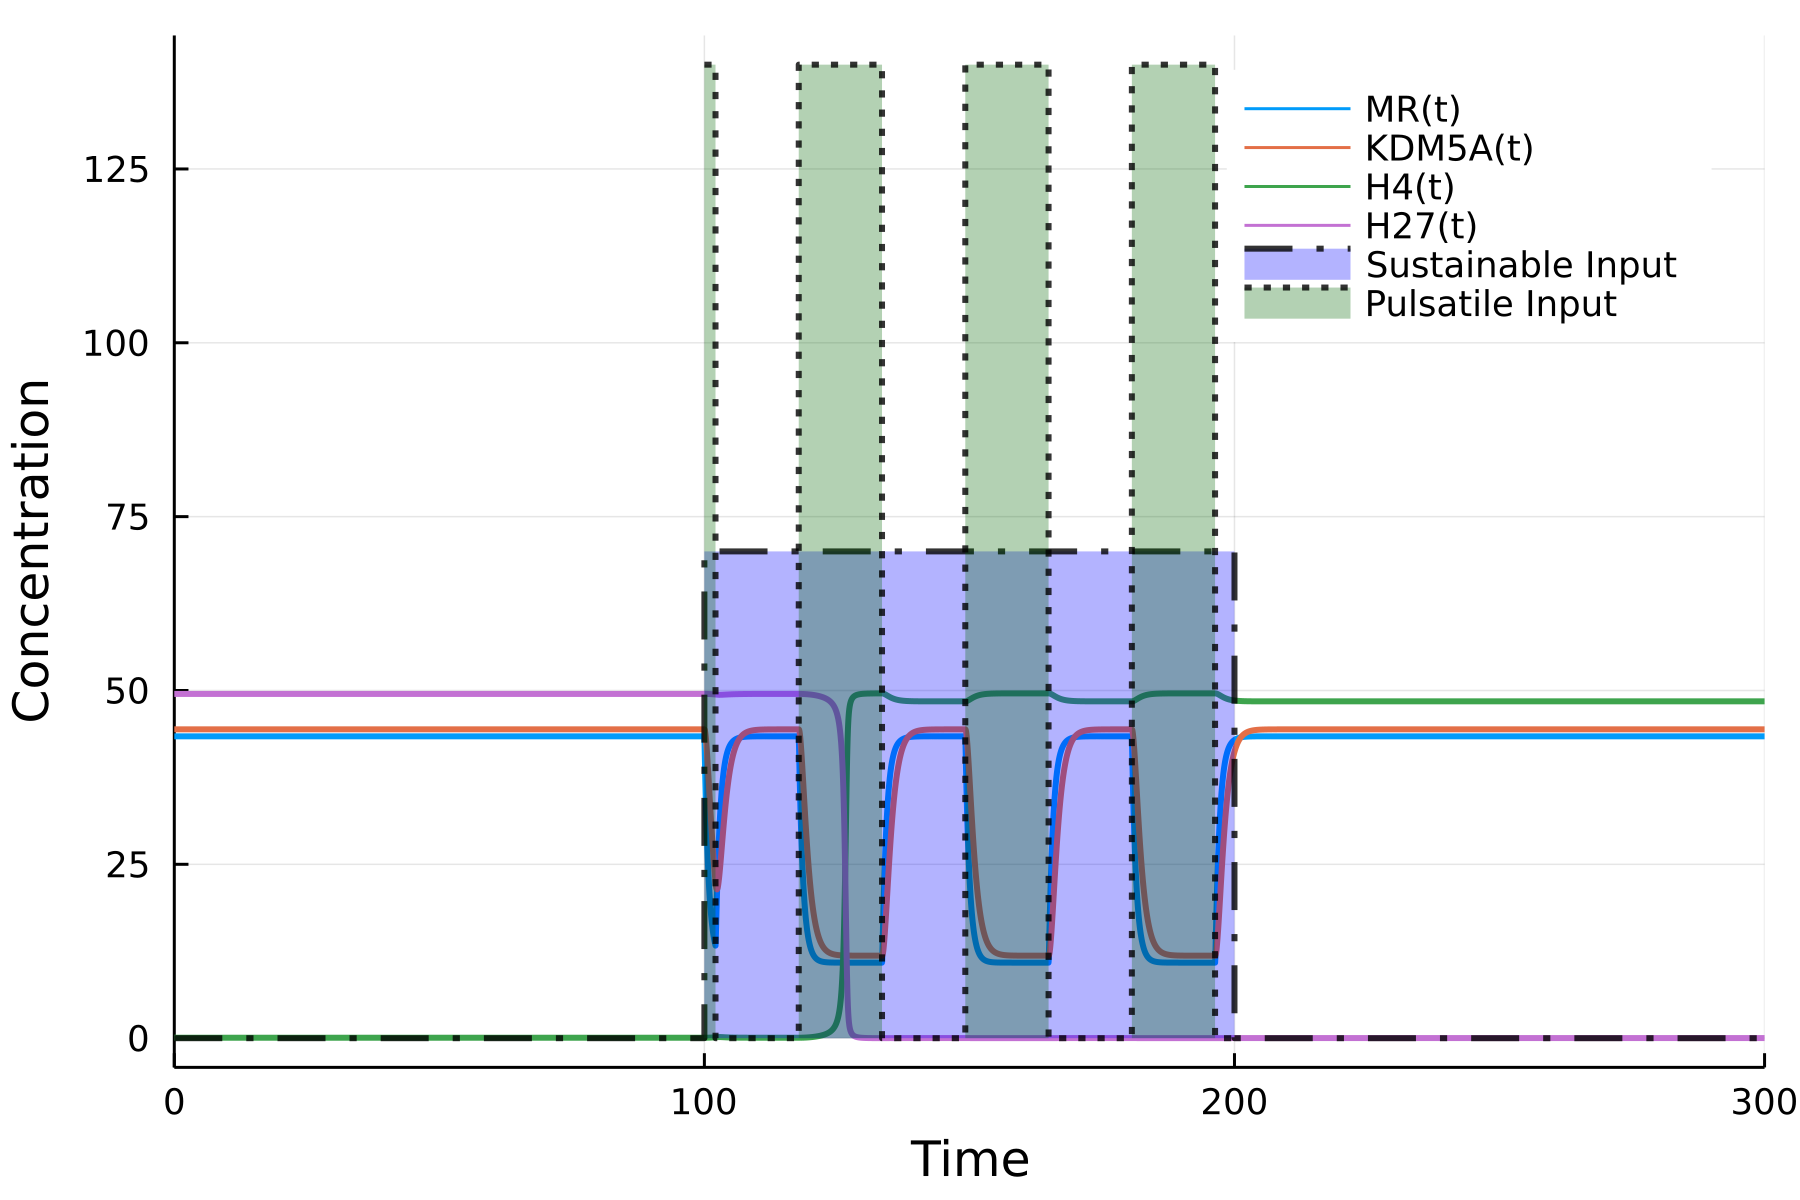 Concentration
125
100
75
50
25
0
0
100
200
300
Time
MR(t)
KDM5A(t)
H4(t)
H27(t)
Sustainable Input
Pulsatile Input